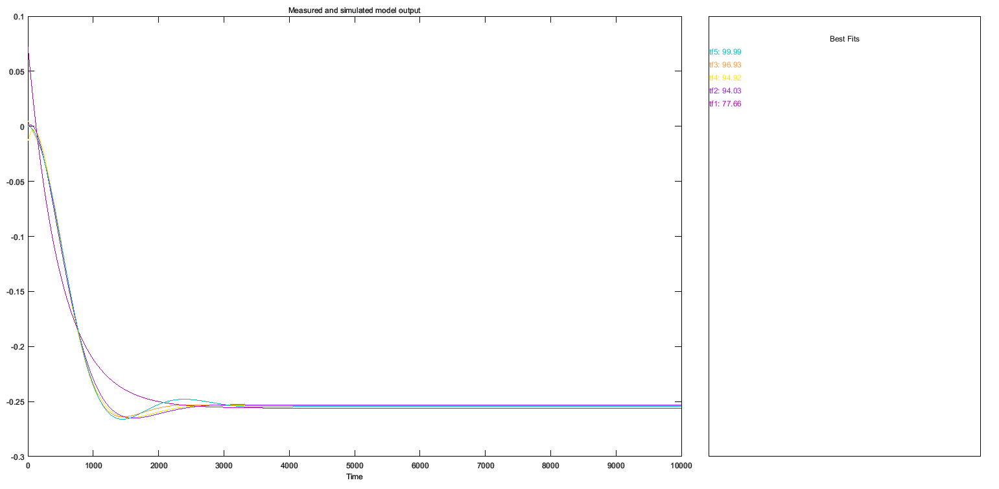 Measured and simulated model output
0.1
0.05
0
-0.05
-0.1
-0.15
-0.2
-0.25
-0.3
0 1000 2000 3000 4000 5000 6000 7000 8000 9000 10000
Time
Best Fits
tf5: 99.99
tf3: 96.93
tf4: 94.92
tf2: 94.03
tf1: 77.66